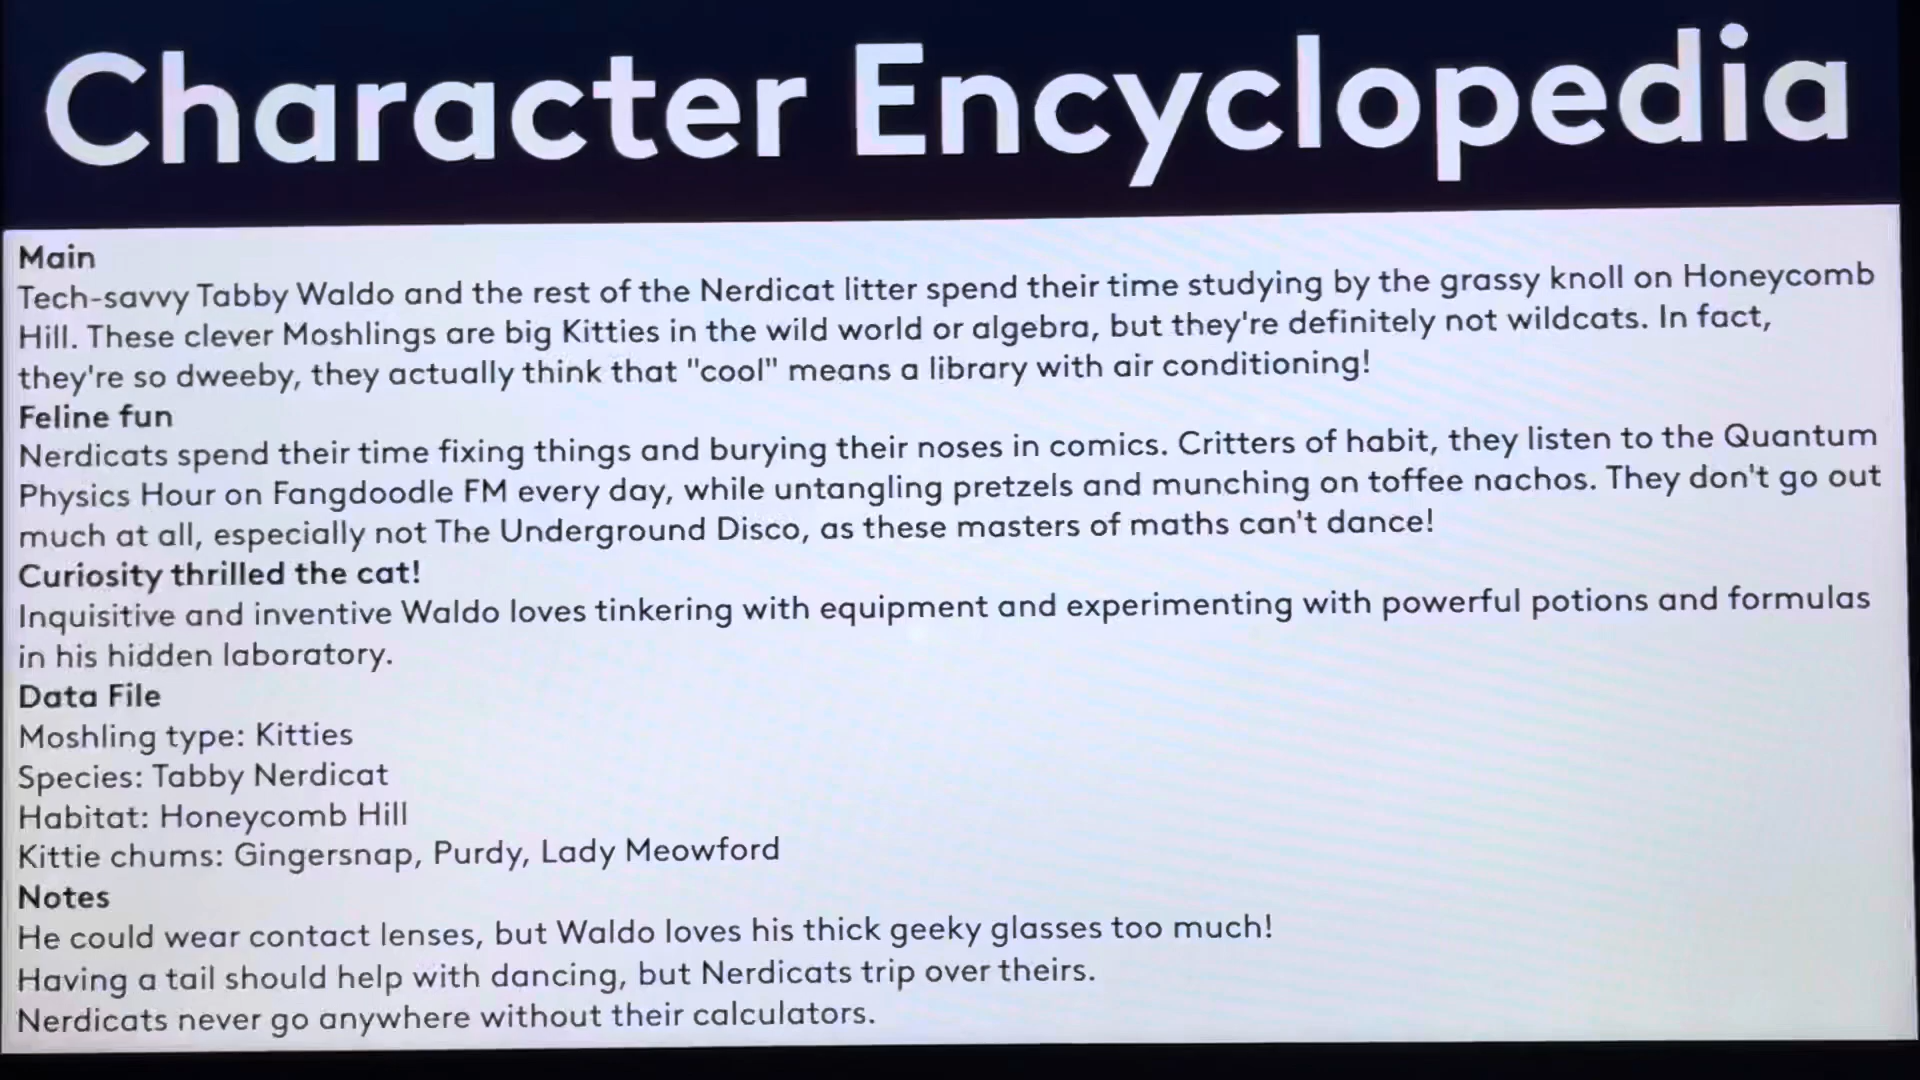 Character Encyclopedia
Main
Tech-savvy Tabby Waldo and the rest of the Nerdicat litter spend their time studying by the grassy knoll on Honeycomb
Hill. These clever Moshlings are big Kitties in the wild world or algebra, but they're definitely not wildcats. In fact,
they're so dweeby, they actually think that "cool" means a library with air conditioning!
Feline fun
Nerdicats spend their time fixing things and burying their noses in comics. Critters of habit, they listen to the Quantum
Physics Hour on Fangdoodle FM every day, while untangling pretzels and munching on toffee nachos. They don't go out
much at all, especially not The Underground Disco, as these masters of maths can't dance!
Curiosity thrilled the cat!
Inquisitive and inventive Waldo loves tinkering with equipment and experimenting with powerful potions and formulas
in his hidden laboratory.
Data File
Moshling type: Kitties
Species: Tabby Nerdicat
Habitat: Honeycomb Hill
Kittie chums: Gingersnap, Purdy, Lady Meowford
Notes
He could wear contact lenses, but Waldo loves his thick geeky glasses too much!
Having a tail should help with dancing, but Nerdicats trip over theirs.
Nerdicats never go anywhere without their calculators.